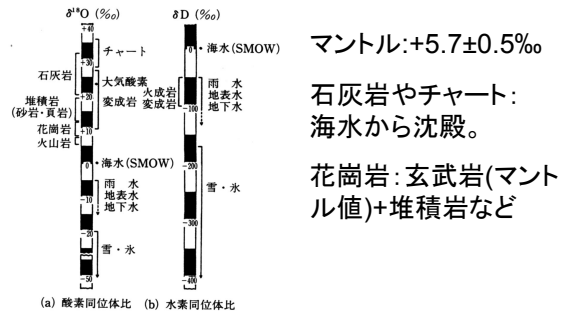 δ¹⁸O (‰)
+40
チャート
+30
石灰岩
大気酸素
+20
変成岩
堆積岩
(砂岩・頁岩)
花崗岩
+10
火山岩
海水(SMOW)
0
雨 水
地表水
地下水
-10
-20
雪・氷
-50
(a) 酸素同位体比
δD (‰)
0
海水(SMOW)
雨 水
地表水
地下水
火成岩
変成岩
-100
-200
雪・氷
-300
-400
(b) 水素同位体比
マントル:+5.7±0.5‰
石灰岩やチャート:
海水から沈殿。
花崗岩:玄武岩(マント
ル値)+堆積岩など